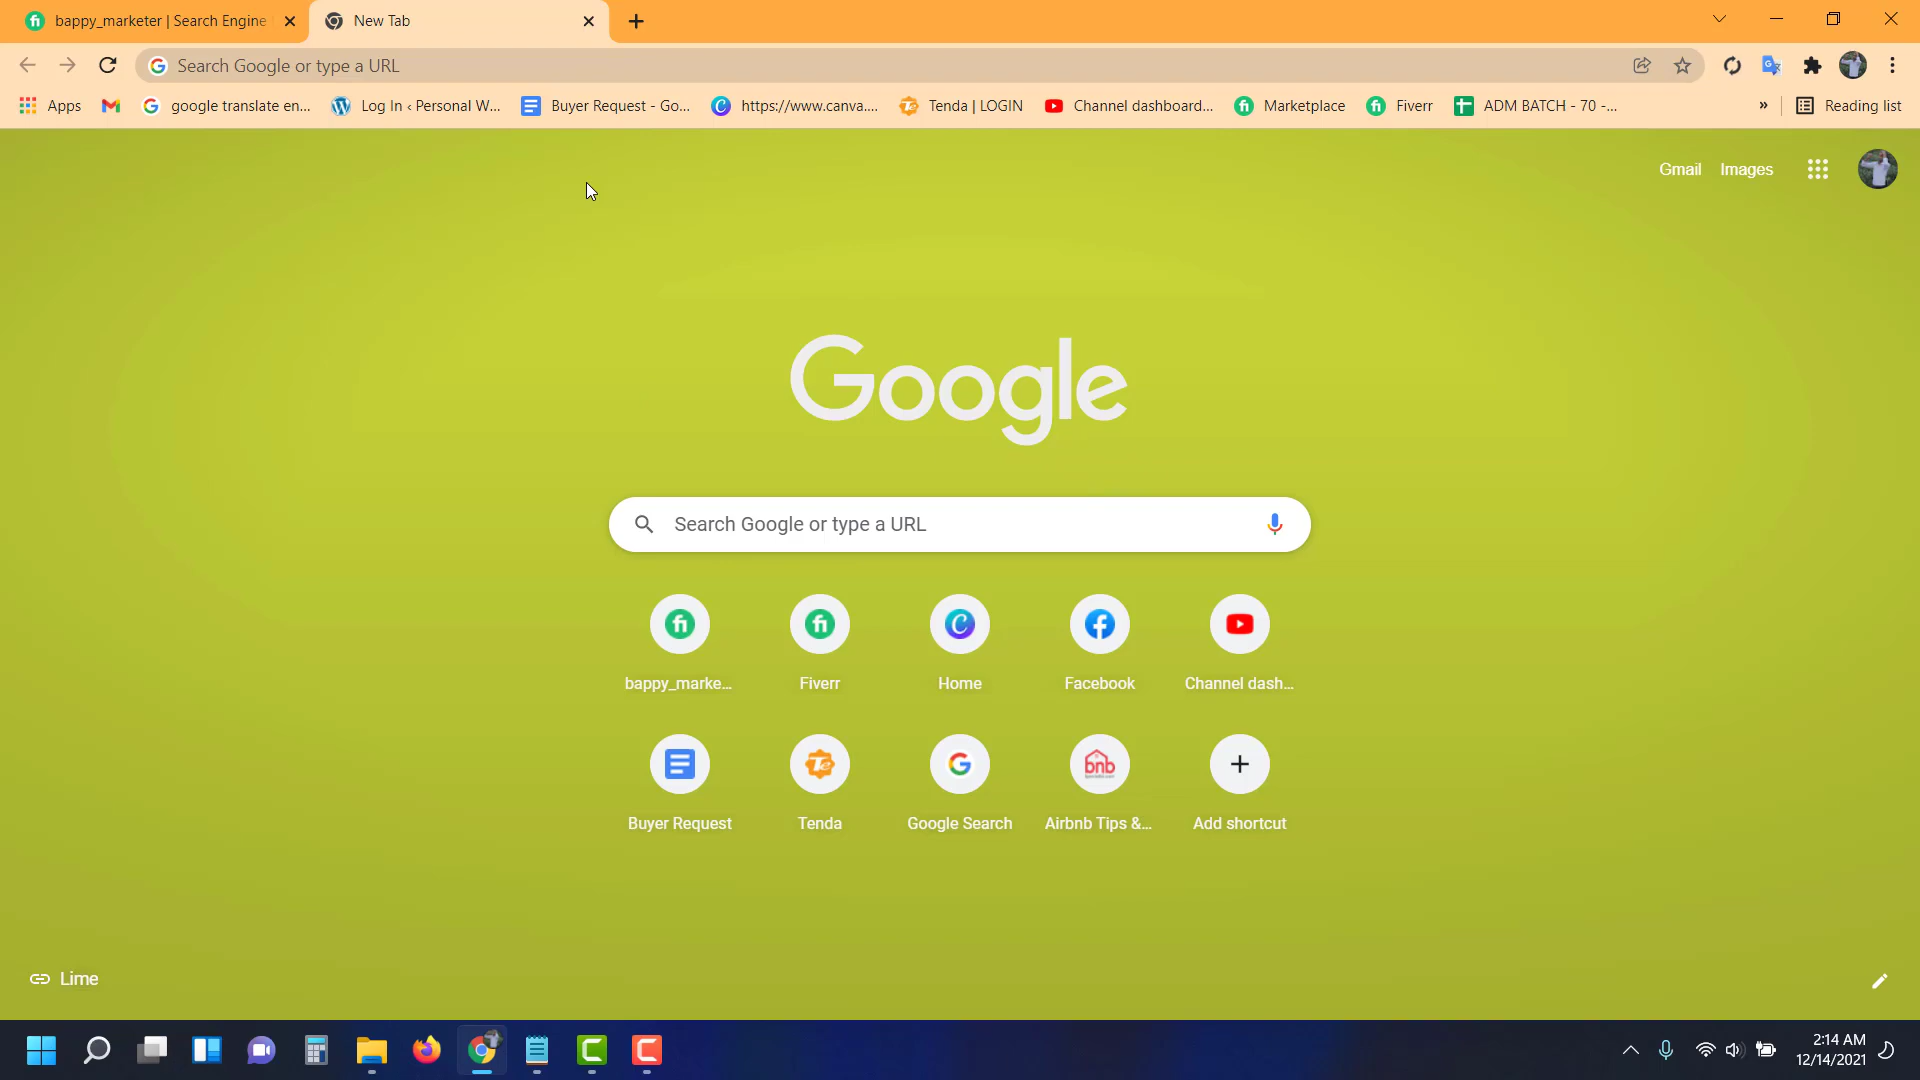 bappy_marketer | Search Engine
New Tab
Search Google or type a URL
Apps
google translate en...
Log In ‹ Personal W...
Buyer Request - Go...
https://www.canva....
Tenda | LOGIN
Channel dashboard...
Marketplace
Fiverr
ADM BATCH - 70 -...
»
Reading list
Gmail
Images
Google
Search Google or type a URL
bappy_marke...
Fiverr
Home
Facebook
Channel dash...
Buyer Request
Tenda
Google Search
Airbnb Tips &...
Add shortcut
Lime
2:14 AM
12/14/2021